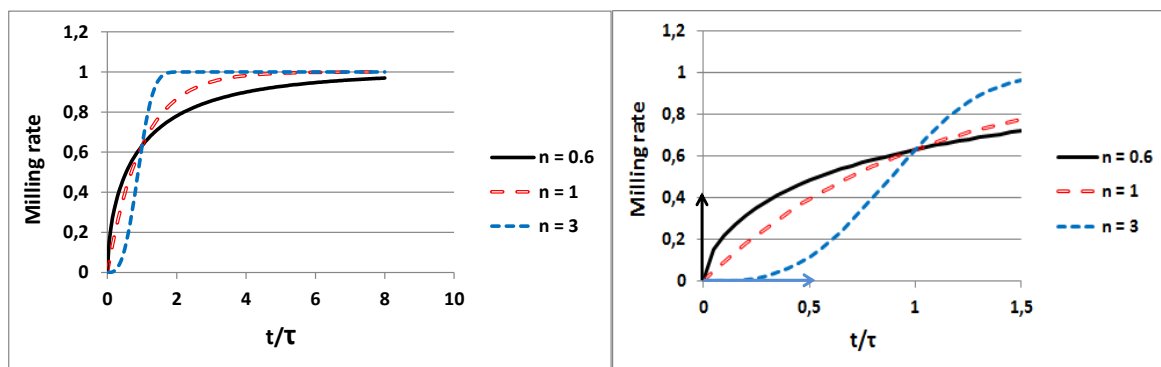 1,2
1
0,8
0,6
0,4
0,2
0
Milling rate
0 2 4 6 8 10
t/τ
n = 0.6
n = 1
n = 3
1,2
1
0,8
0,6
0,4
0,2
0
Milling rate
0 0,5 1 1,5
t/τ
n = 0.6
n = 1
n = 3